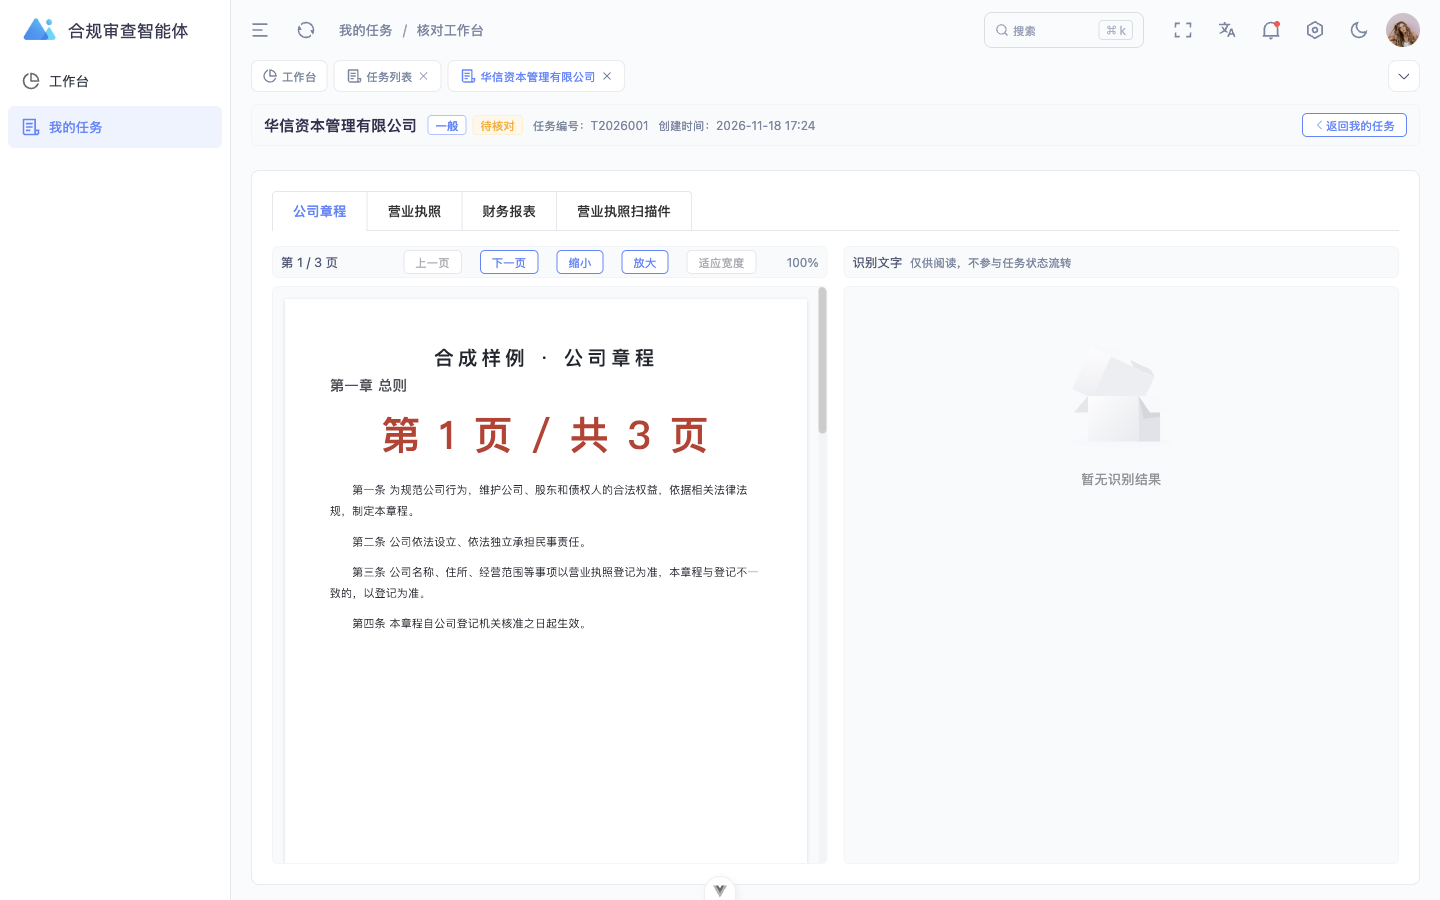 合规审查智能体
工作台
我的任务
我的任务 / 核对工作台
搜索 ⌘ k
工作台
任务列表
华信资本管理有限公司
华信资本管理有限公司 一般 待核对 任务编号：T2026001 创建时间：2026-11-18 17:24
返回我的任务
公司章程 营业执照 财务报表 营业执照扫描件
第 1 / 3 页 上一页 下一页 缩小 放大 适应宽度 100%
识别文字 仅供阅读，不参与任务状态流转
合成样例 · 公司章程
第一章 总则
第 1 页 / 共 3 页
第一条 为规范公司行为，维护公司、股东和债权人的合法权益，依据相关法律法
规，制定本章程。
第二条 公司依法设立、依法独立承担民事责任。
第三条 公司名称、住所、经营范围等事项以营业执照登记为准，本章程与登记不一
致的，以登记为准。
第四条 本章程自公司登记机关核准之日起生效。
暂无识别结果